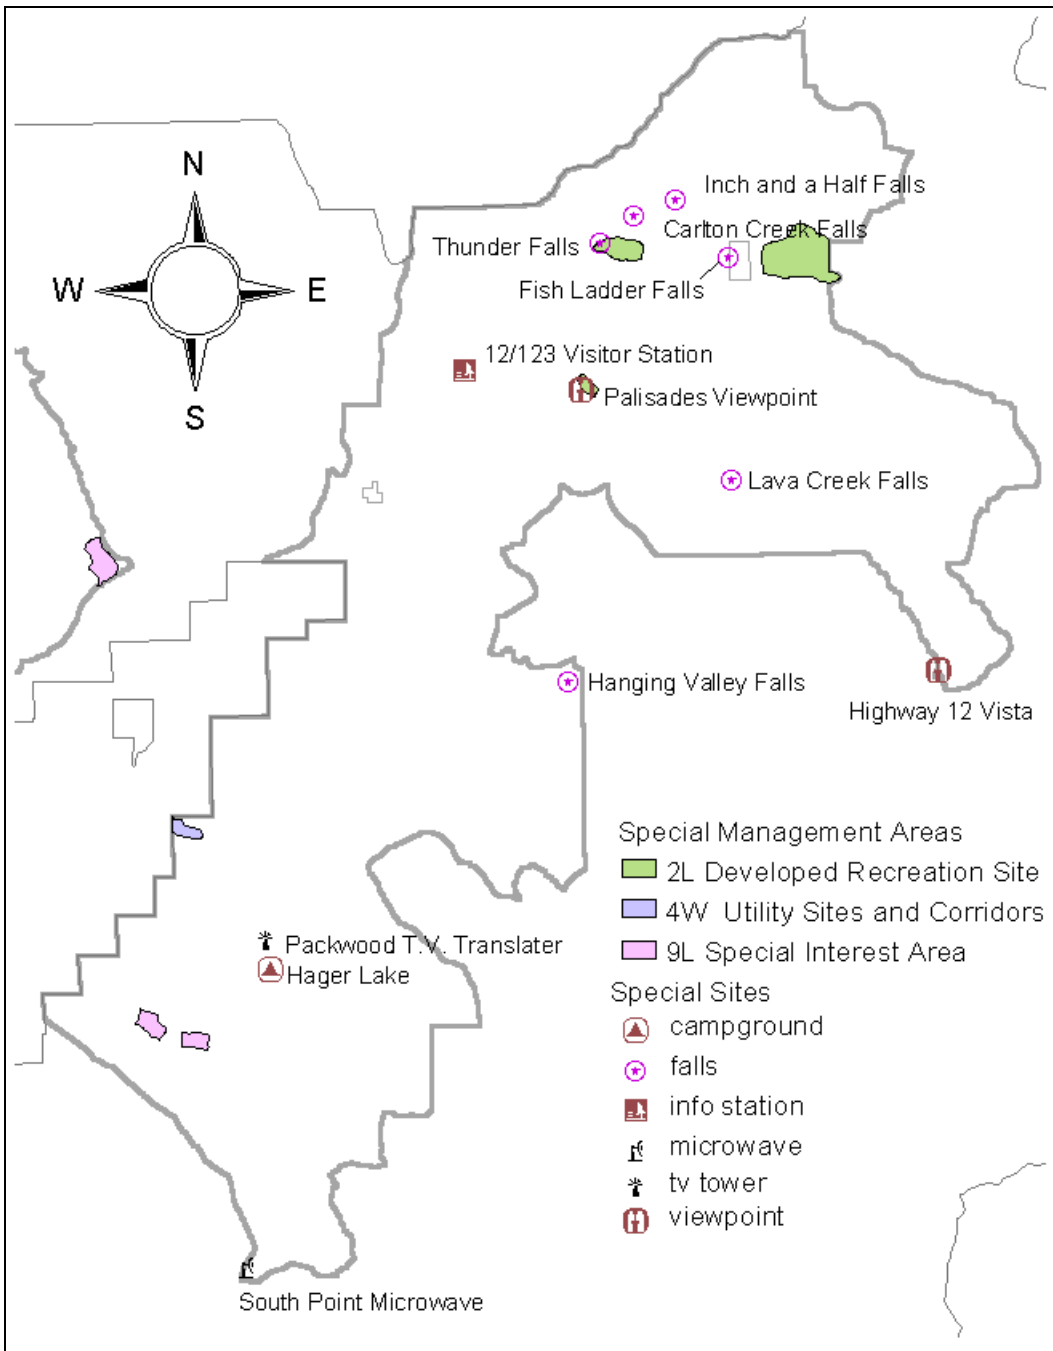 N
Inch and a Half Falls
Carlton Creek Falls
Thunder Falls
W
E
Fish Ladder Falls
12/123 Visitor Station
Palisades Viewpoint
S
Lava Creek Falls
Hanging Valley Falls
Highway 12 Vista
Special Management Areas
2L Developed Recreation Site
4W Utility Sites and Corridors
9L Special Interest Area
Packwood T.V. Translater
Hager Lake
Special Sites
campground
falls
info station
microwave
tv tower
viewpoint
South Point Microwave